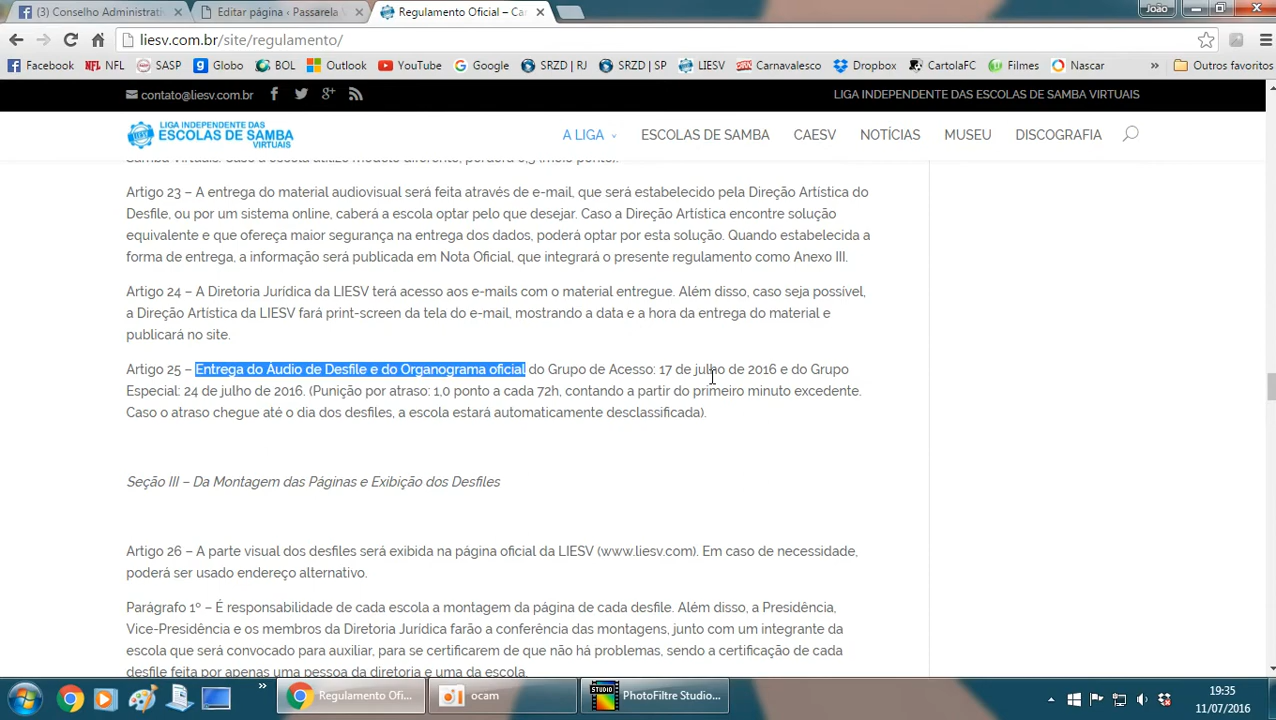 (3) Conselho Administrati
Editar página ‹ Passarela V
Regulamento Oficial – Ca
João
liesv.com.br/site/regulamento/
Facebook NFL NFL SASP Globo BOL Outlook YouTube Google SRZD | RJ SRZD | SP LIESV Carnavalesco Dropbox CartolaFC Filmes Nascar » Outros favoritos
contato@liesv.com.br
LIGA INDEPENDENTE DAS ESCOLAS DE SAMBA VIRTUAIS
LIGA INDEPENDENTE DAS
ESCOLAS DE SAMBA
VIRTUAIS
A LIGA ESCOLAS DE SAMBA CAESV NOTÍCIAS MUSEU DISCOGRAFIA
Samba Virtuais. Caso a escola utilize modelo diferente, perderá 0,5 (meio ponto).
Artigo 23 – A entrega do material audiovisual será feita através de e-mail, que será estabelecido pela Direção Artística do
Desfile, ou por um sistema online, caberá a escola optar pelo que desejar. Caso a Direção Artística encontre solução
equivalente e que ofereça maior segurança na entrega dos dados, poderá optar por esta solução. Quando estabelecida a
forma de entrega, a informação será publicada em Nota Oficial, que integrará o presente regulamento como Anexo III.
Artigo 24 – A Diretoria Jurídica da LIESV terá acesso aos e-mails com o material entregue. Além disso, caso seja possível,
a Direção Artística da LIESV fará print-screen da tela do e-mail, mostrando a data e a hora da entrega do material e
publicará no site.
Artigo 25 – Entrega do Áudio de Desfile e do Organograma oficial do Grupo de Acesso: 17 de julho de 2016 e do Grupo
Especial: 24 de julho de 2016. (Punição por atraso: 1,0 ponto a cada 72h, contando a partir do primeiro minuto excedente.
Caso o atraso chegue até o dia dos desfiles, a escola estará automaticamente desclassificada).
Seção III – Da Montagem das Páginas e Exibição dos Desfiles
Artigo 26 – A parte visual dos desfiles será exibida na página oficial da LIESV (www.liesv.com). Em caso de necessidade,
poderá ser usado endereço alternativo.
Parágrafo 1º – É responsabilidade de cada escola a montagem da página de cada desfile. Além disso, a Presidência,
Vice-Presidência e os membros da Diretoria Jurídica farão a conferência das montagens, junto com um integrante da
escola que será convocado para auxiliar, para se certificarem de que não há problemas, sendo a certificação de cada
desfile feita por apenas uma pessoa da diretoria e uma da escola.
» Regulamento Ofi... ocam STUDIO PhotoFiltre Studio...
19:35
11/07/2016